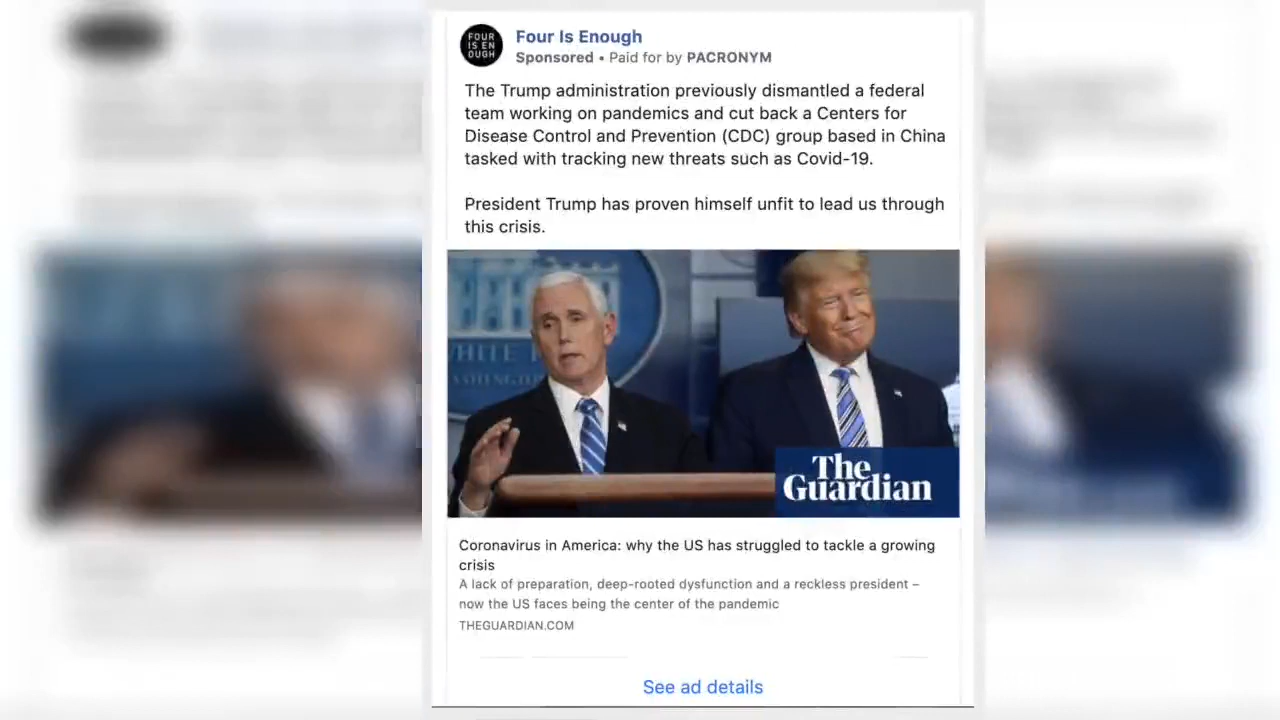 FOUR
IS EN
OUGH
Four Is Enough
Sponsored • Paid for by PACRONYM
The Trump administration previously dismantled a federal
team working on pandemics and cut back a Centers for
Disease Control and Prevention (CDC) group based in China
tasked with tracking new threats such as Covid-19.
President Trump has proven himself unfit to lead us through
this crisis.
WHITE
WASHINGTON
The
Guardian
Coronavirus in America: why the US has struggled to tackle a growing
crisis
A lack of preparation, deep-rooted dysfunction and a reckless president –
now the US faces being the center of the pandemic
THEGUARDIAN.COM
See ad details